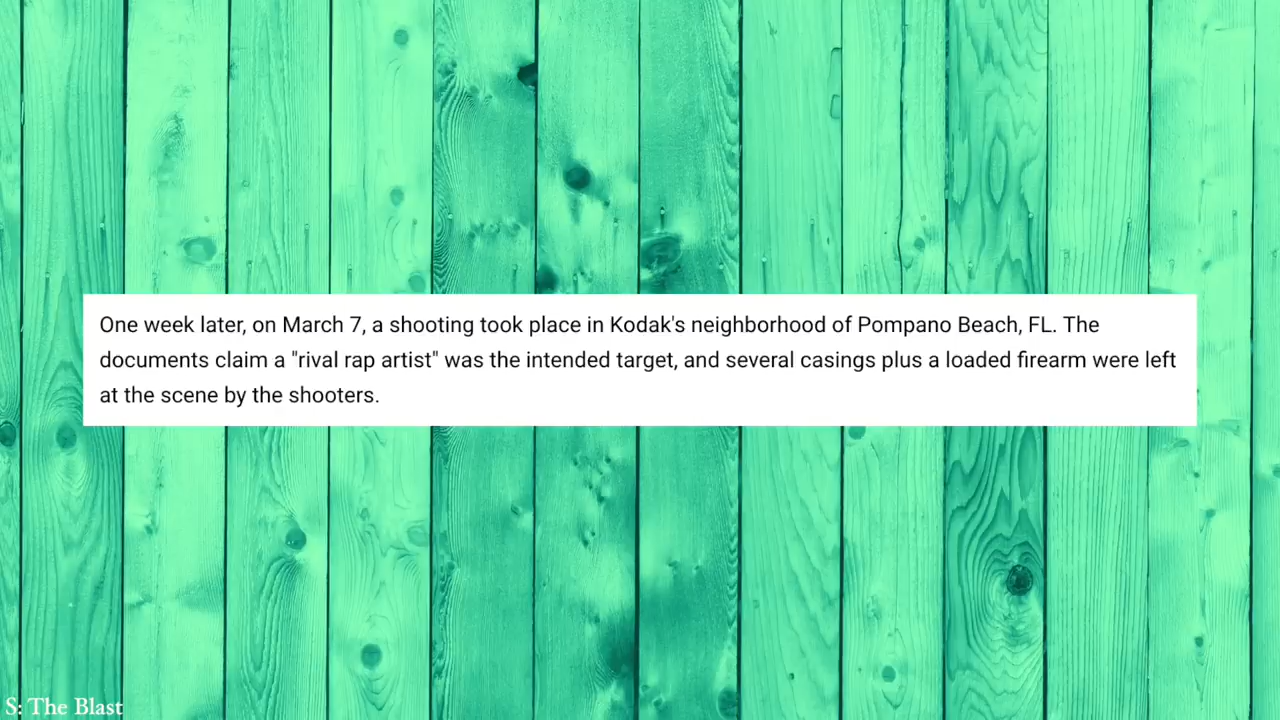 One week later, on March 7, a shooting took place in Kodak's neighborhood of Pompano Beach, FL. The
documents claim a "rival rap artist" was the intended target, and several casings plus a loaded firearm were left
at the scene by the shooters.
S: The Blast